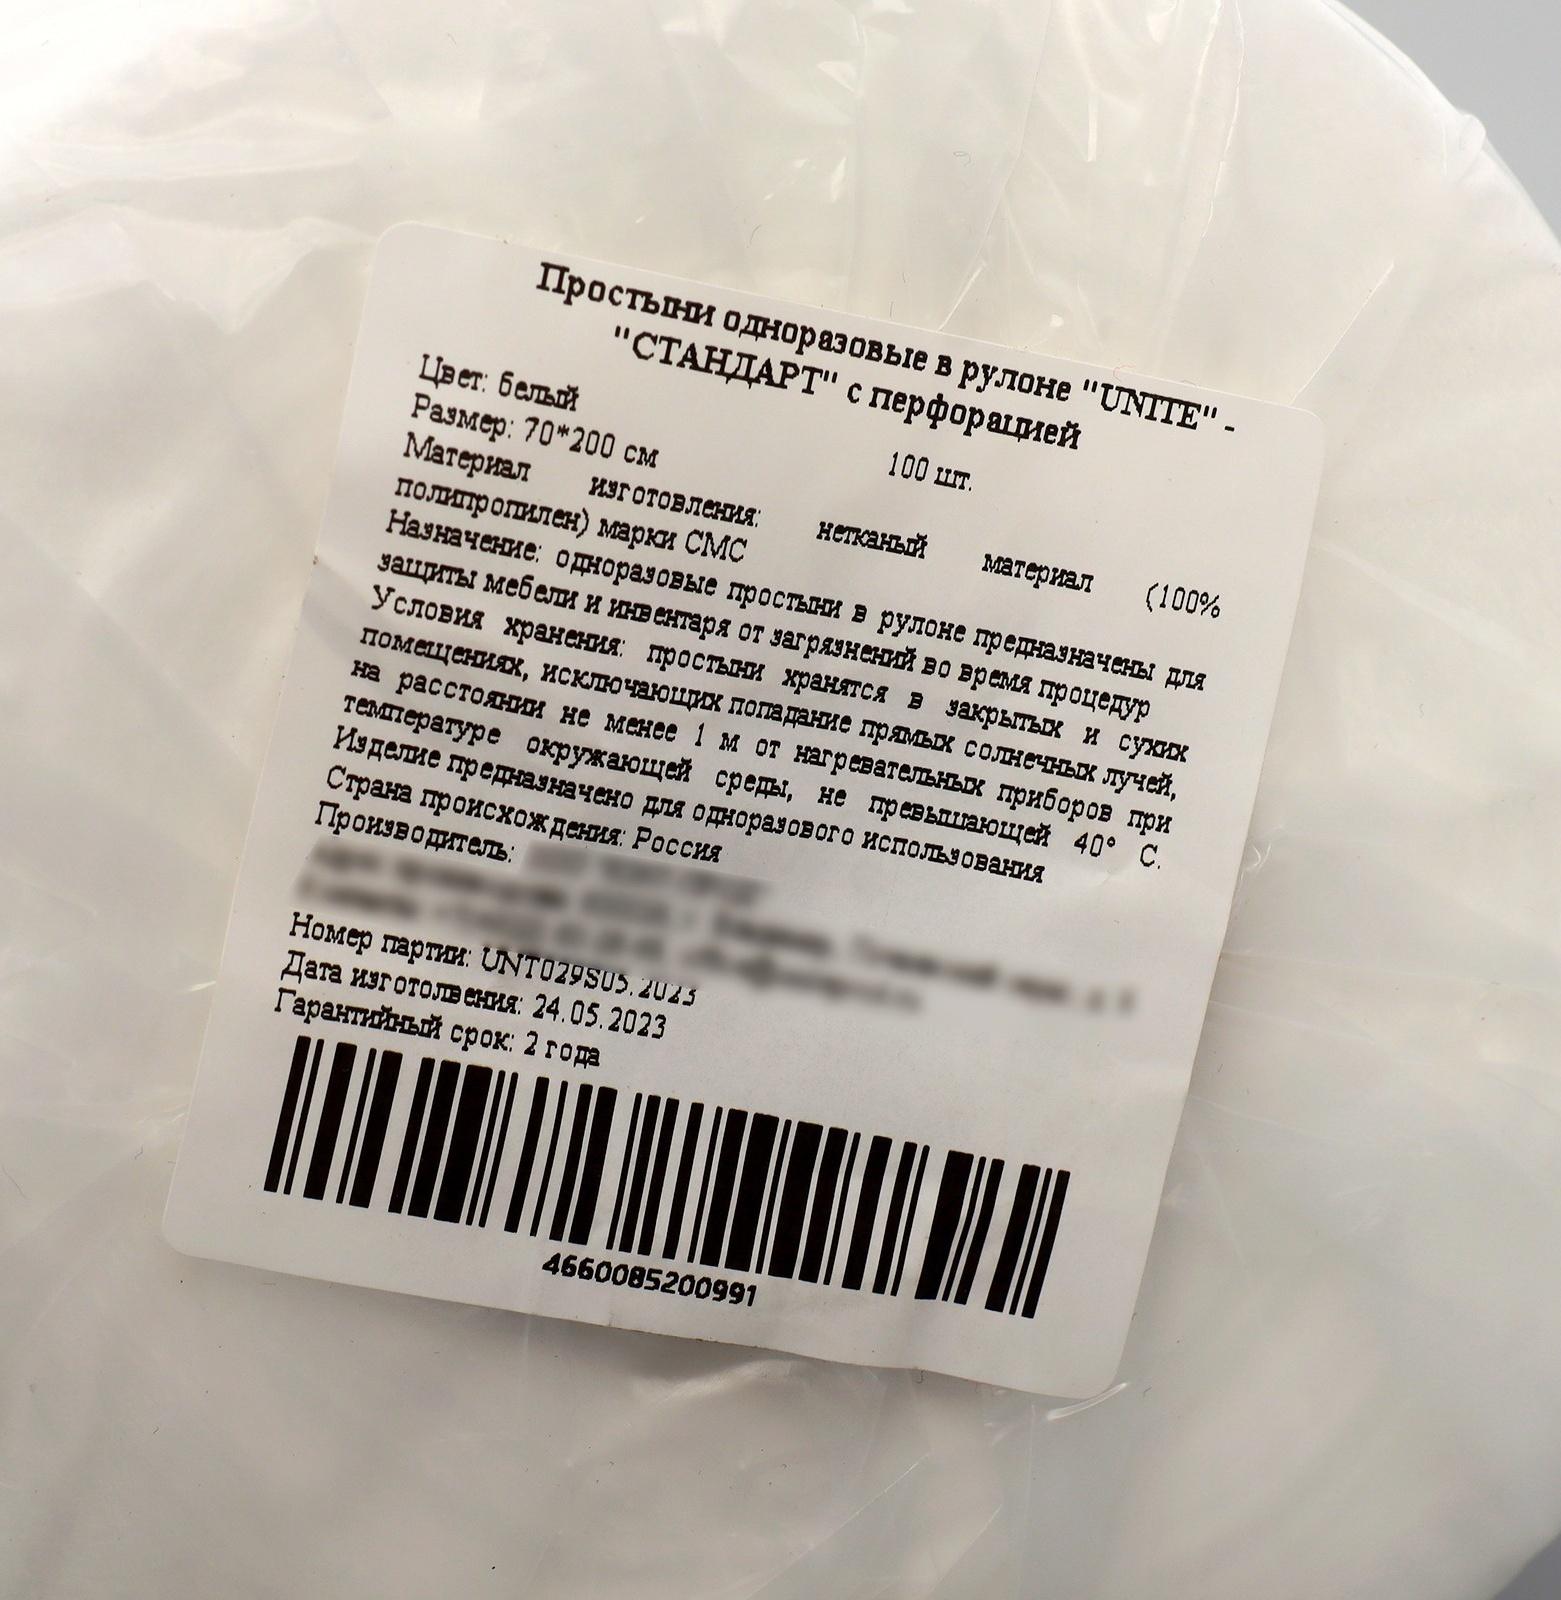 Простыни одноразовые в рулоне "UNITE" -
"СТАНДАРТ" с перфорацией
Цвет: белый
Размер: 70*200 см 100 шт.
Материал изготовления: нетканый материал (100%
полипропилен) марки СМС
Назначение: одноразовые простыни в рулоне предназначены для
защиты мебели и инвентаря от загрязнений во время процедур
Условия хранения: простыни хранятся в закрытых и сухих
помещениях, исключающих попадание прямых солнечных лучей,
на расстоянии не менее 1 м от нагревательных приборов при
температуре окружающей среды, не превышающей 40° С.
Изделие предназначено для одноразового использования
Страна происхождения: Россия
Производитель:
Номер партии: UNT029S05.2023
Дата изготолвения: 24.05.2023
Гарантийный срок: 2 года
4660085200991